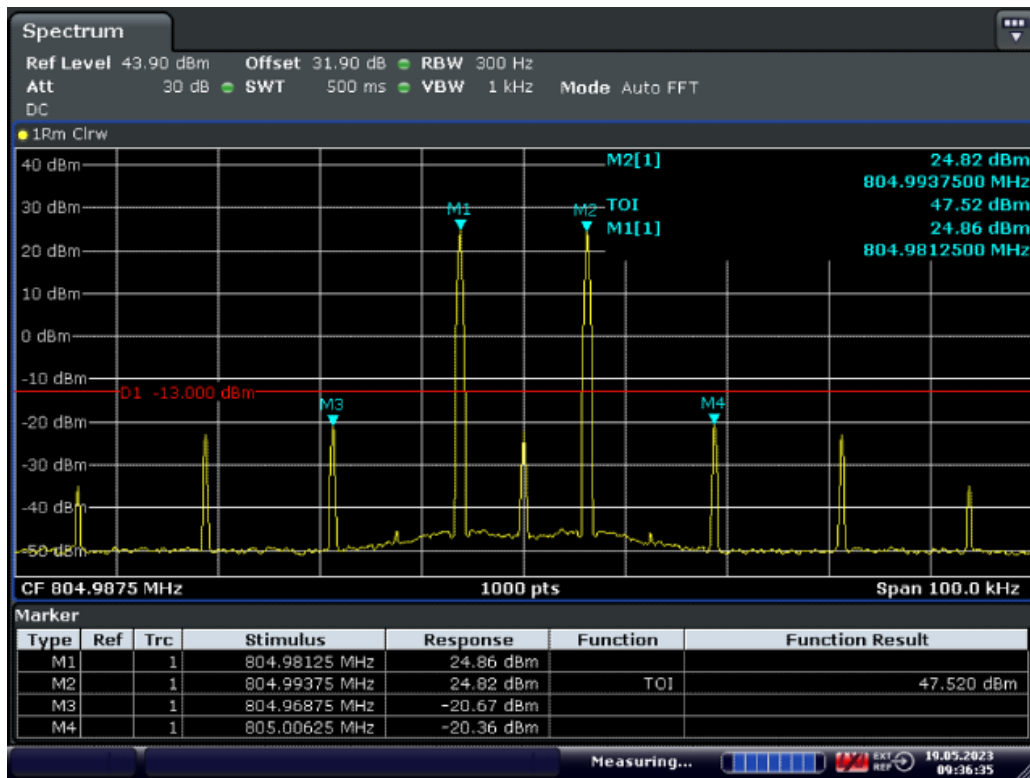 Spectrum
Ref Level 43.90 dBm Offset 31.90 dB RBW 300 Hz
Att 30 dB SWT 500 ms VBW 1 kHz Mode Auto FFT
DC
1Rm Clrw
40 dBm
M2[1] 24.82 dBm
804.9937500 MHz
30 dBm
M1
M2
TOI 47.52 dBm
M1[1] 24.86 dBm
20 dBm
804.9812500 MHz
10 dBm
0 dBm
-10 dBm
D1 -13.000 dBm
M3
M4
-20 dBm
-30 dBm
-40 dBm
-50 dBm
CF 804.9875 MHz 1000 pts Span 100.0 kHz
Marker
Type Ref Trc Stimulus Response Function Function Result
M1 1 804.98125 MHz 24.86 dBm
M2 1 804.99375 MHz 24.82 dBm TOI 47.520 dBm
M3 1 804.96875 MHz -20.67 dBm
M4 1 805.00625 MHz -20.36 dBm
Measuring... EXT REF 19.05.2023
09:36:35